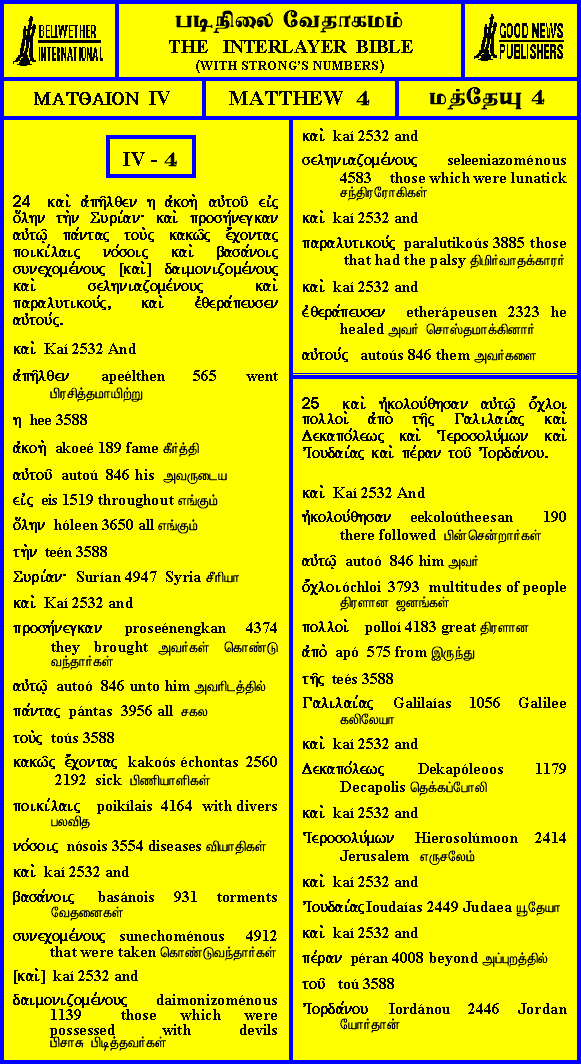 BELLWETHER
INTERNATIONAL
படிநிலை வேதாகமம்
THE INTERLAYER BIBLE
(WITH STRONG'S NUMBERS)
GOOD NEWS
PUBLISHERS
ΜΑΤΘΑΙΟΝ IV
MATTHEW 4
மத்தேயு 4
IV - 4
24 καὶ ἀπῆλθεν η ἀκοὴ αὐτοῦ εἰς
ὅλην τὴν Συρίαν· καὶ προσήνεγκαν
αὐτῷ πάντας τοὺς κακῶς ἔχοντας
ποικίλαις νόσοις καὶ βασάνοις
συνεχομένους [καὶ] δαιμονιζομένους
καὶ σεληνιαζομένους καὶ
παραλυτικούς, καὶ ἐθεράπευσεν
αὐτούς.
καὶ Kaí 2532 And
ἀπῆλθεν apeélthen 565 went
பிரசித்தமாயிற்று
η hee 3588
ἀκοὴ akoeé 189 fame கீர்த்தி
αὐτοῦ autoú 846 his அவருடைய
εἰς eis 1519 throughout எங்கும்
ὅλην hóleen 3650 all எங்கும்
τὴν teén 3588
Συρίαν· Surían 4947 Syria சீரியா
καὶ Kaí 2532 and
προσήνεγκαν proseénengkan 4374
they brought அவர்கள் கொண்டு
வந்தார்கள்
αὐτῷ autoó 846 unto him அவரிடத்தில்
πάντας pántas 3956 all சகல
τοὺς toús 3588
κακῶς ἔχοντας kakoós échontas 2560
2192 sick பிணியாளிகள்
ποικίλαις poikílais 4164 with divers
பலவித
νόσοις nósois 3554 diseases வியாதிகள்
καὶ kaí 2532 and
βασάνοις basánois 931 torments
வேதனைகள்
συνεχομένους sunechoménous 4912
that were taken கொண்டுவந்தார்கள்
[καὶ] kaí 2532 and
δαιμονιζομένους daimonizoménous
1139 those which were
possessed with devils
பிசாசு பிடித்தவர்கள்
καὶ kaí 2532 and
σεληνιαζομένους seleeniazoménous
4583 those which were lunatick
சந்திரரோகிகள்
καὶ kaí 2532 and
παραλυτικούς paralutikoús 3885 those
that had the palsy திமிர்வாதக்காரர்
καὶ kaí 2532 and
ἐθεράπευσεν etherápeusen 2323 he
healed அவர் சொஸ்தமாக்கினார்
αὐτούς autoús 846 them அவர்களை
25 καὶ ἠκολούθησαν αὐτῷ ὄχλοι
πολλοὶ ἀπὸ τῆς Γαλιλαίας καὶ
Δεκαπόλεως καὶ Ἱεροσολύμων καὶ
Ἰουδαίας καὶ πέραν τοῦ Ἰορδάνου.
καὶ Kaí 2532 And
ἠκολούθησαν eekoloútheesan 190
there followed பின்சென்றார்கள்
αὐτῷ autoó 846 him அவர்
ὄχλοι óchloi 3793 multitudes of people
திரளான ஜனங்கள்
πολλοὶ polloí 4183 great திரளான
ἀπὸ apó 575 from இருந்து
τῆς teés 3588
Γαλιλαίας Galilaías 1056 Galilee
கலிலேயா
καὶ kaí 2532 and
Δεκαπόλεως Dekapóleoos 1179
Decapolis தெக்கப்போலி
καὶ kaí 2532 and
Ἱεροσολύμων Hierosolúmoon 2414
Jerusalem எருசலேம்
καὶ kaí 2532 and
Ἰουδαίας Ioudaías 2449 Judaea யூதேயா
καὶ kaí 2532 and
πέραν péran 4008 beyond அப்புறத்தில்
τοῦ toú 3588
Ἰορδάνου Iordánou 2446 Jordan
யோர்தான்